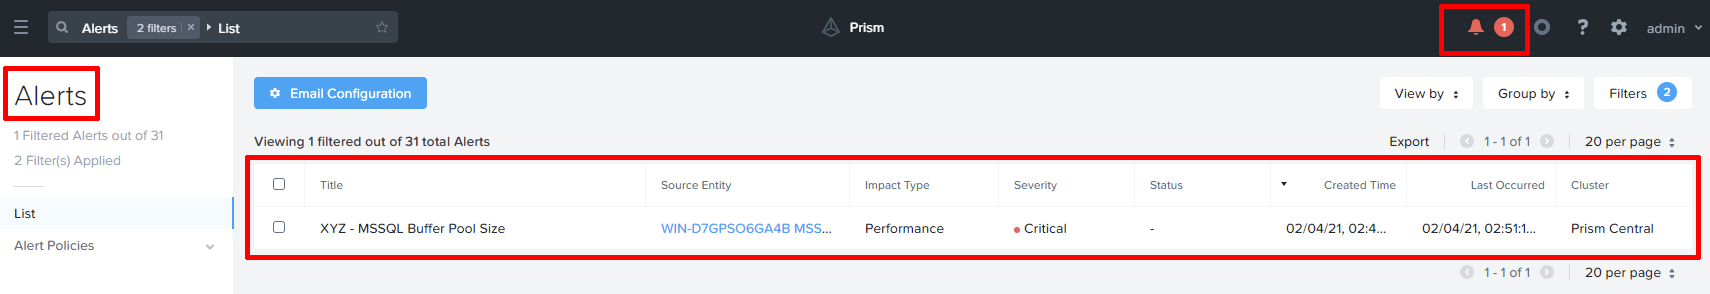 Alerts 2 filters × List Prism 1 ? admin
Alerts
1 Filtered Alerts out of 31
2 Filter(s) Applied
List
Alert Policies
Email Configuration View by Group by Filters 2
Viewing 1 filtered out of 31 total Alerts Export 1 - 1 of 1 20 per page
Title Source Entity Impact Type Severity Status Created Time Last Occurred Cluster
XYZ - MSSQL Buffer Pool Size WIN-D7GPSO6GA4B MSS... Performance Critical - 02/04/21, 02:4... 02/04/21, 02:51:1... Prism Central
1 - 1 of 1 20 per page